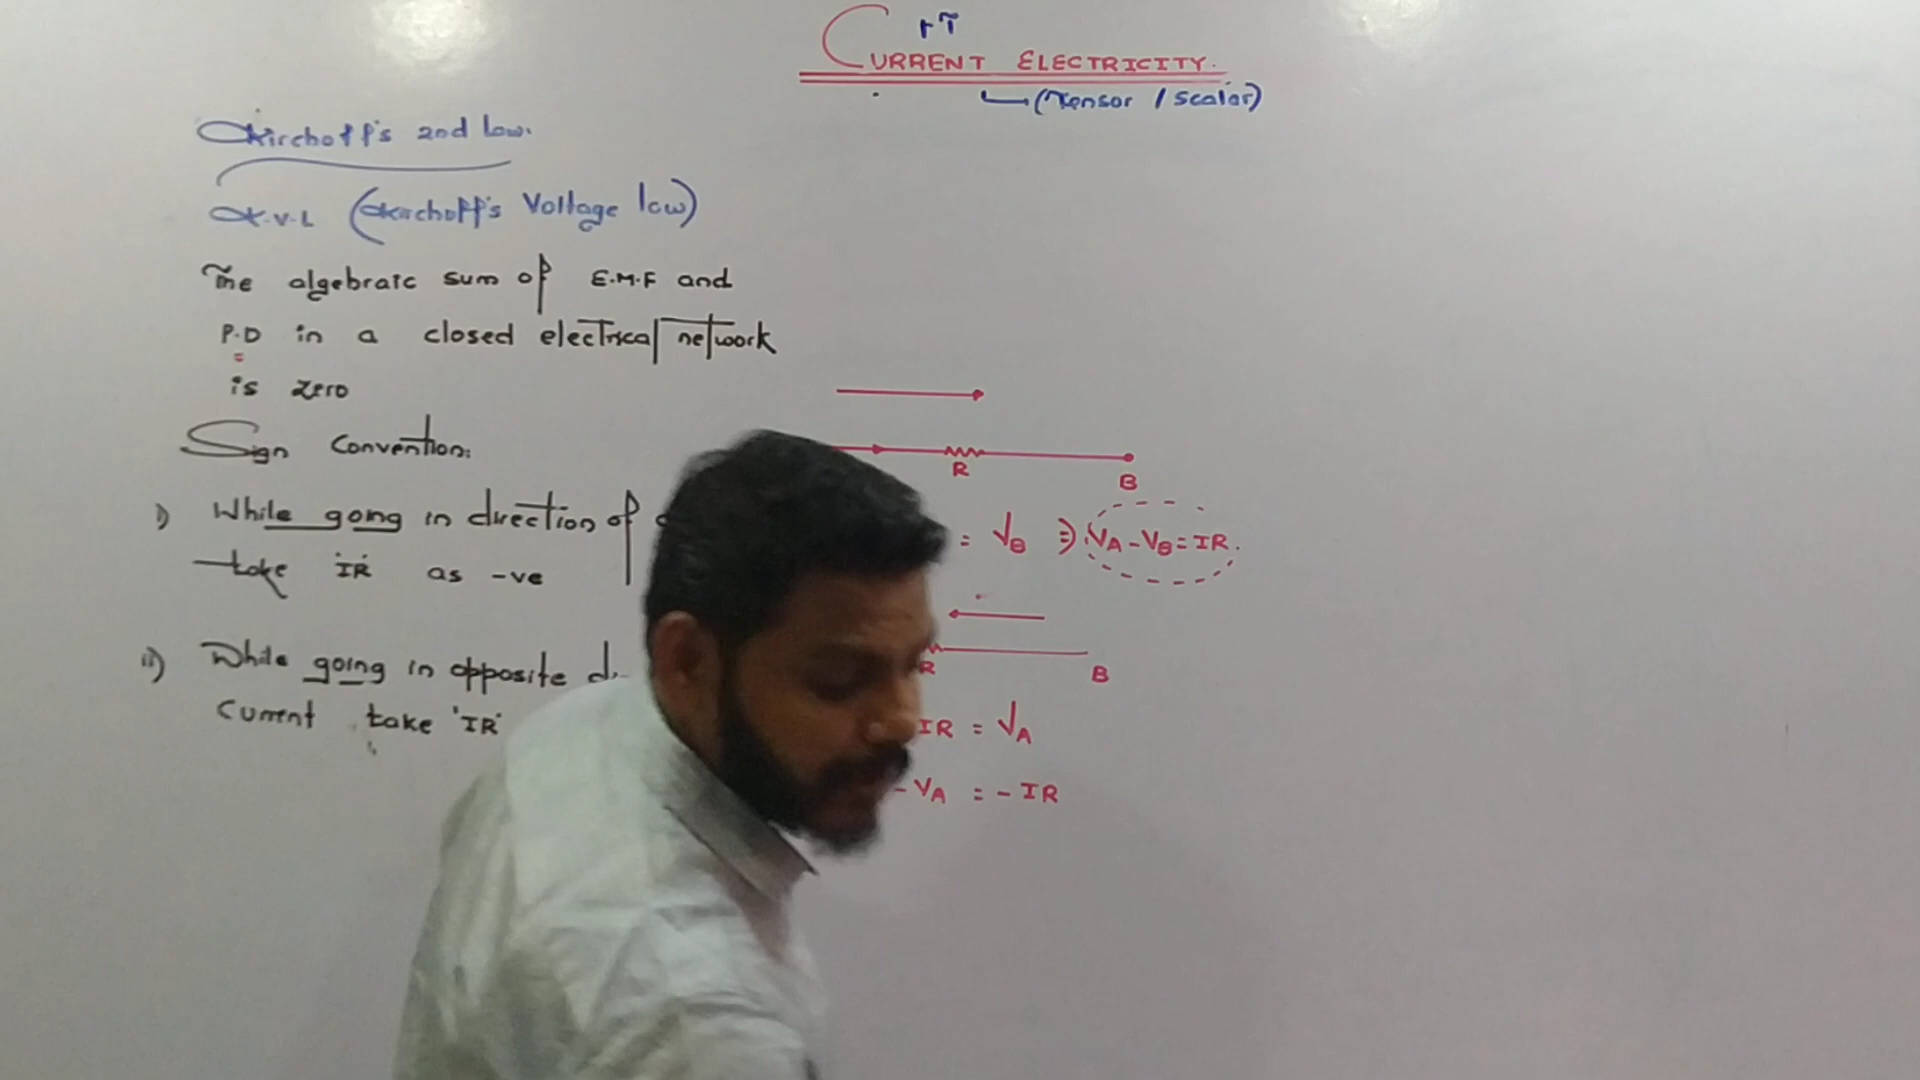 CURRENT ELECTRICITY.
(Tensor / Scalar)
Kirchoff's 2nd Law.
K.V.L (Kirchoff's Voltage law)
The algebraic sum of E.M.F and
P.D in a closed electrical network
is zero
Sign Convention:
i) While going in direction of
take 'IR' as -ve
ii) While going in opposite
Current take 'IR'
R
B
= VB ⇒ VA - VB = IR.
R
B
IR = VA
- VA = - IR